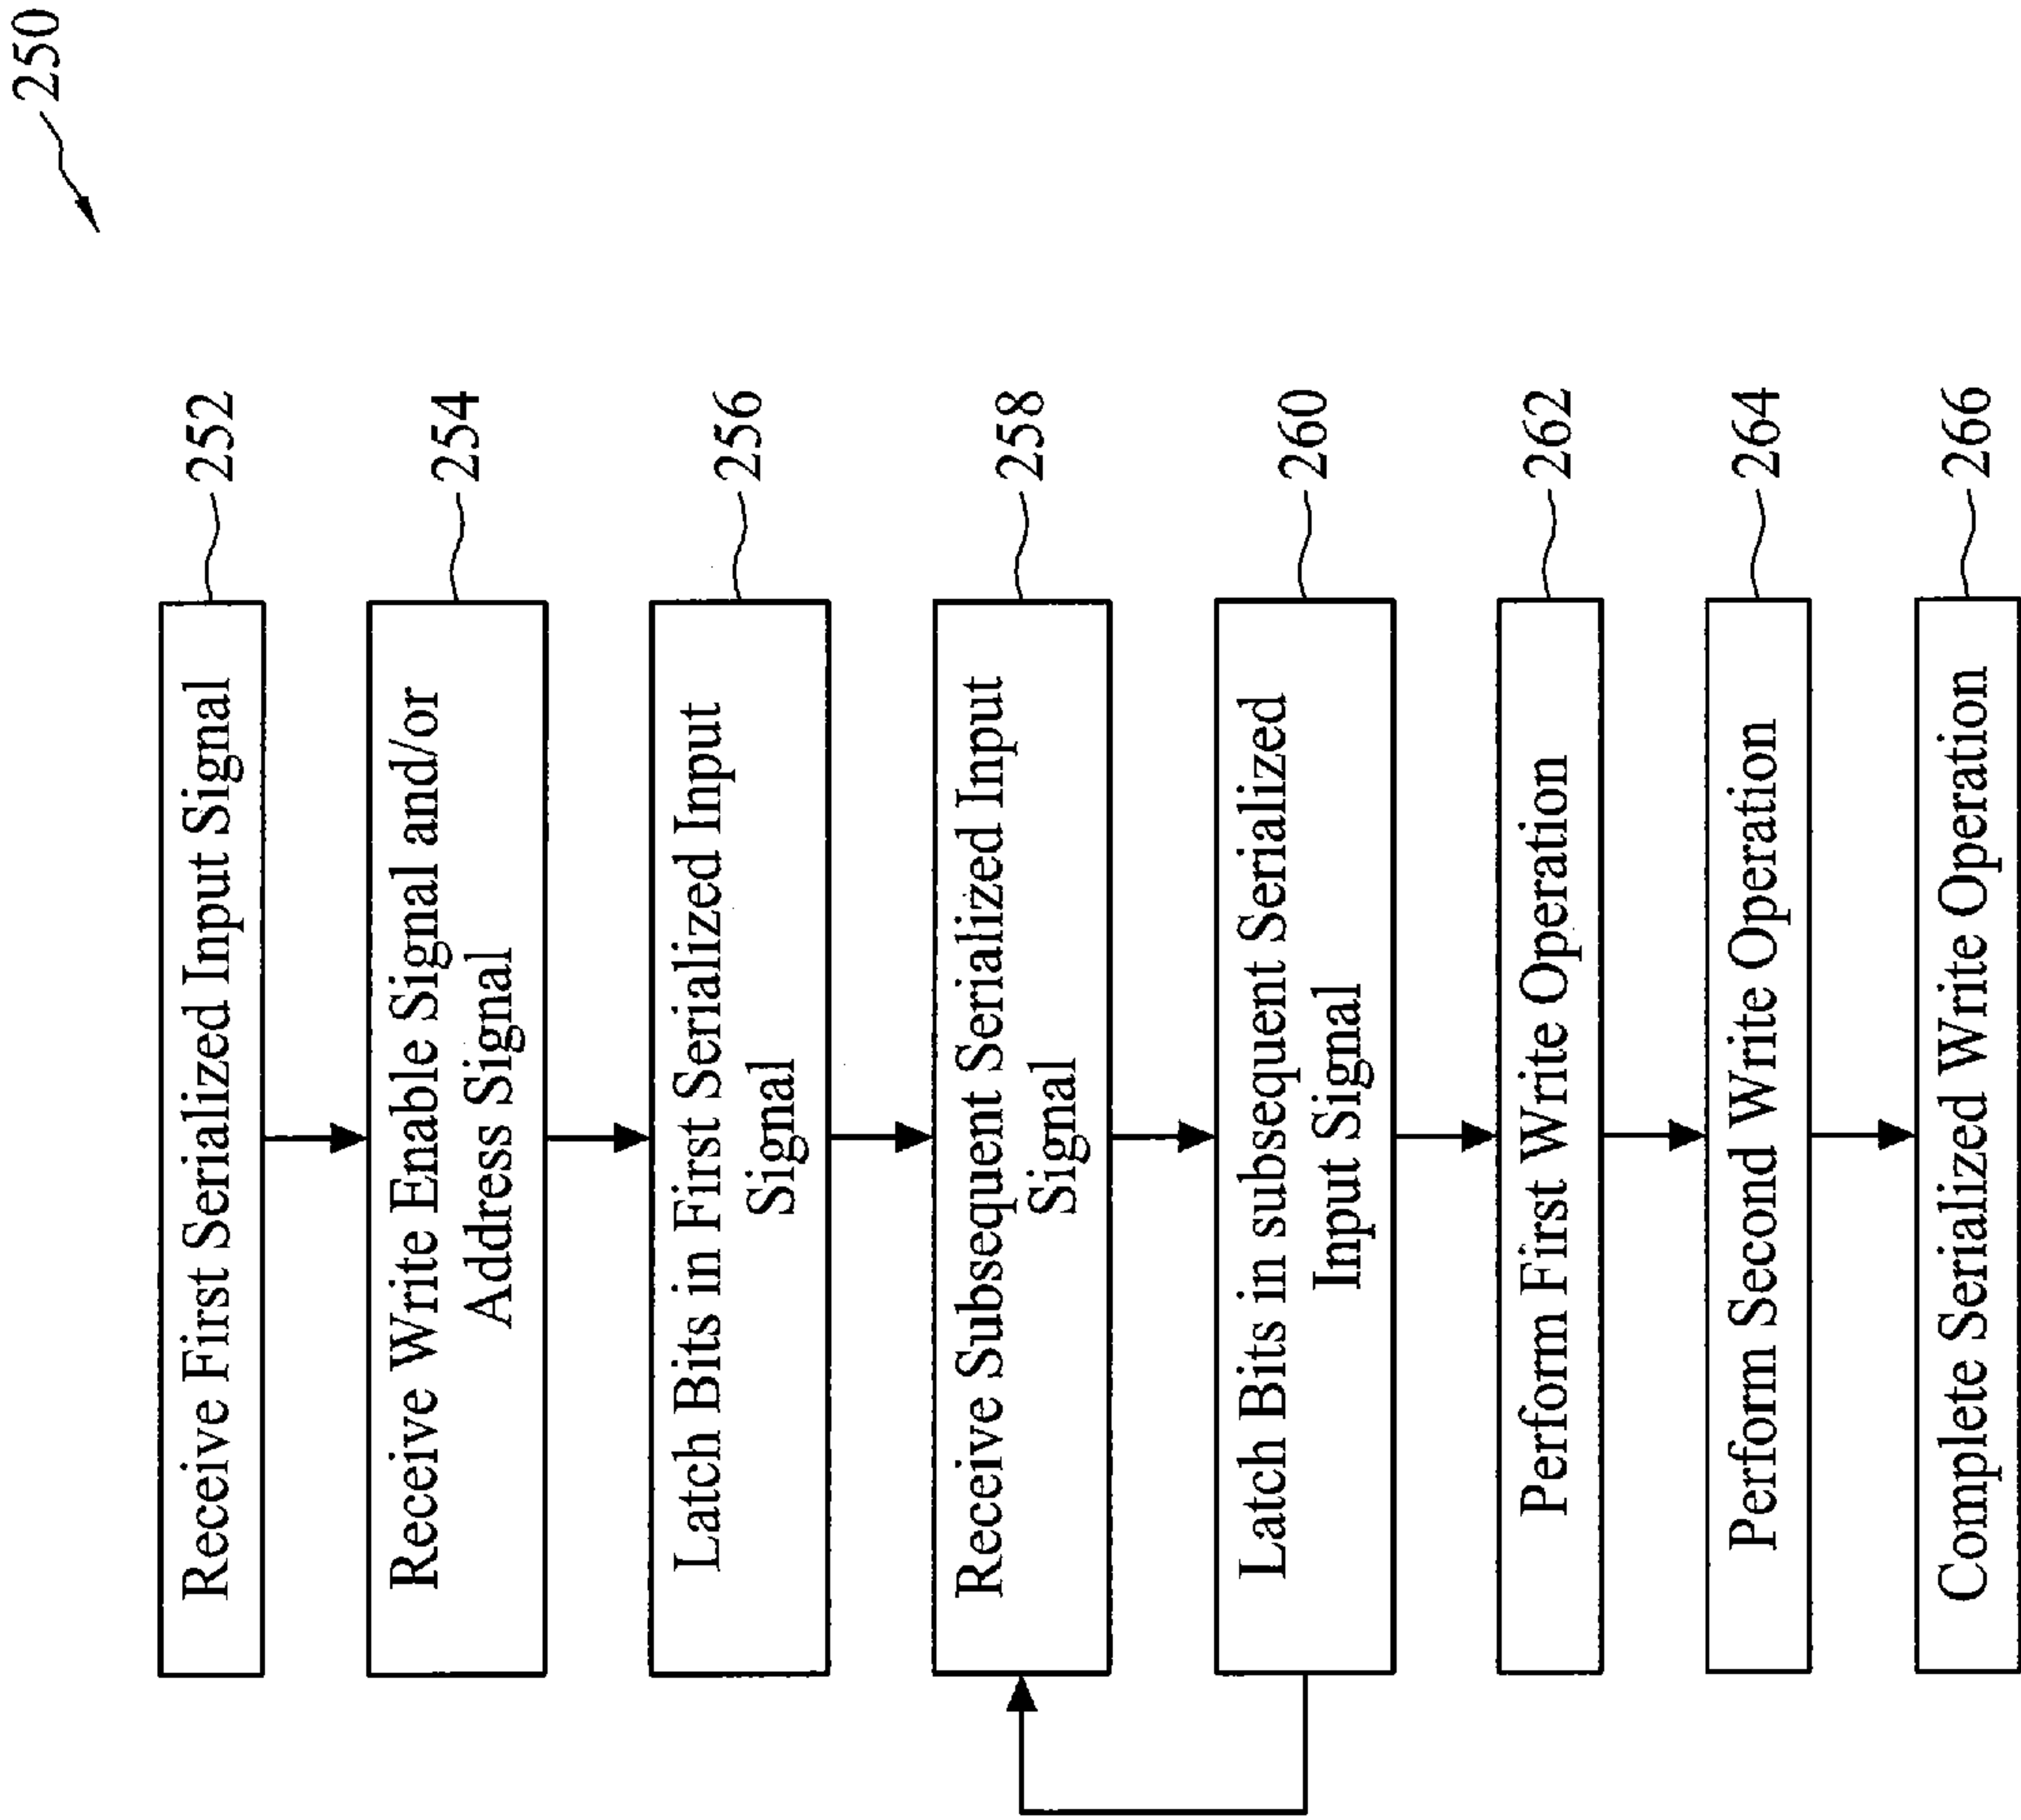 250
Receive First Serialized Input Signal
252
Receive Write Enable Signal and/or
Address Signal
254
Latch Bits in First Serialized Input
Signal
256
Receive Subsequent Serialized Input
Signal
258
Latch Bits in subsequent Serialized
Input Signal
260
Perform First Write Operation
262
Perform Second Write Operation
264
Complete Serialized Write Operation
266